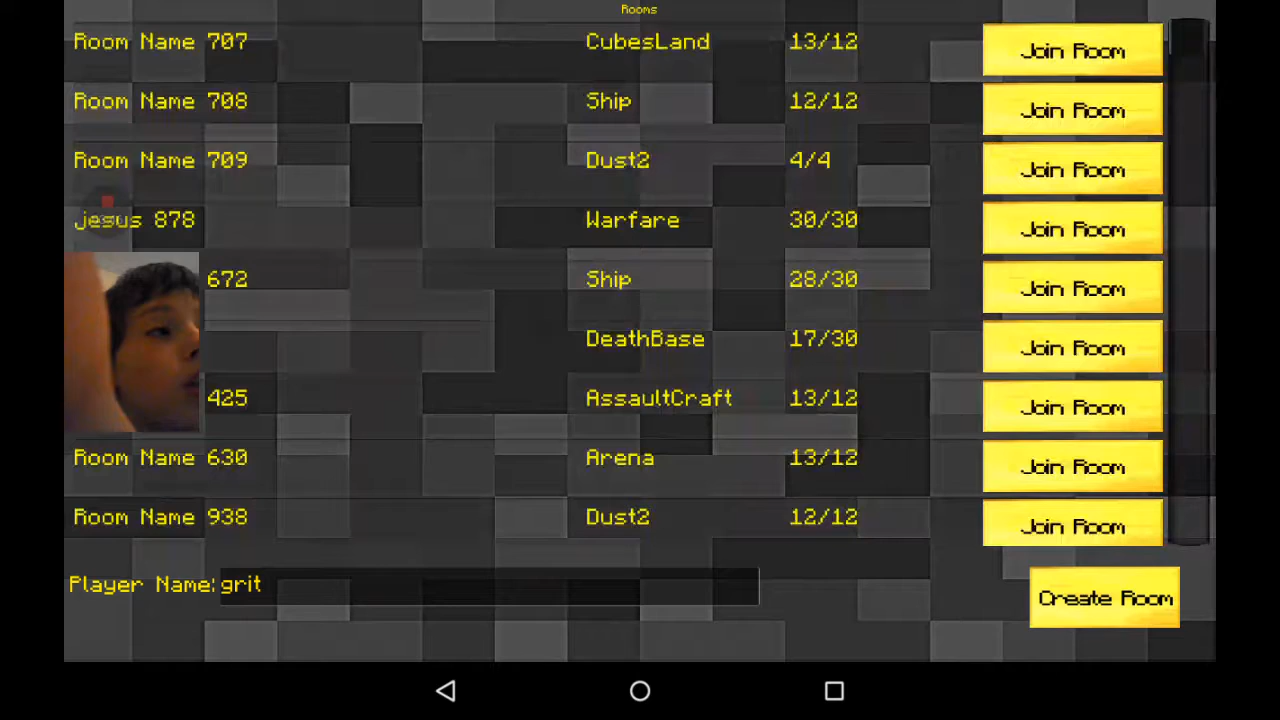 Rooms
Room Name 707 CubesLand 13/12 Join Room
Room Name 708 Ship 12/12 Join Room
Room Name 709 Dust2 4/4 Join Room
jesus 878 Warfare 30/30 Join Room
672 Ship 28/30 Join Room
DeathBase 17/30 Join Room
425 AssaultCraft 13/12 Join Room
Room Name 630 Arena 13/12 Join Room
Room Name 938 Dust2 12/12 Join Room
Player Name: grit
Create Room